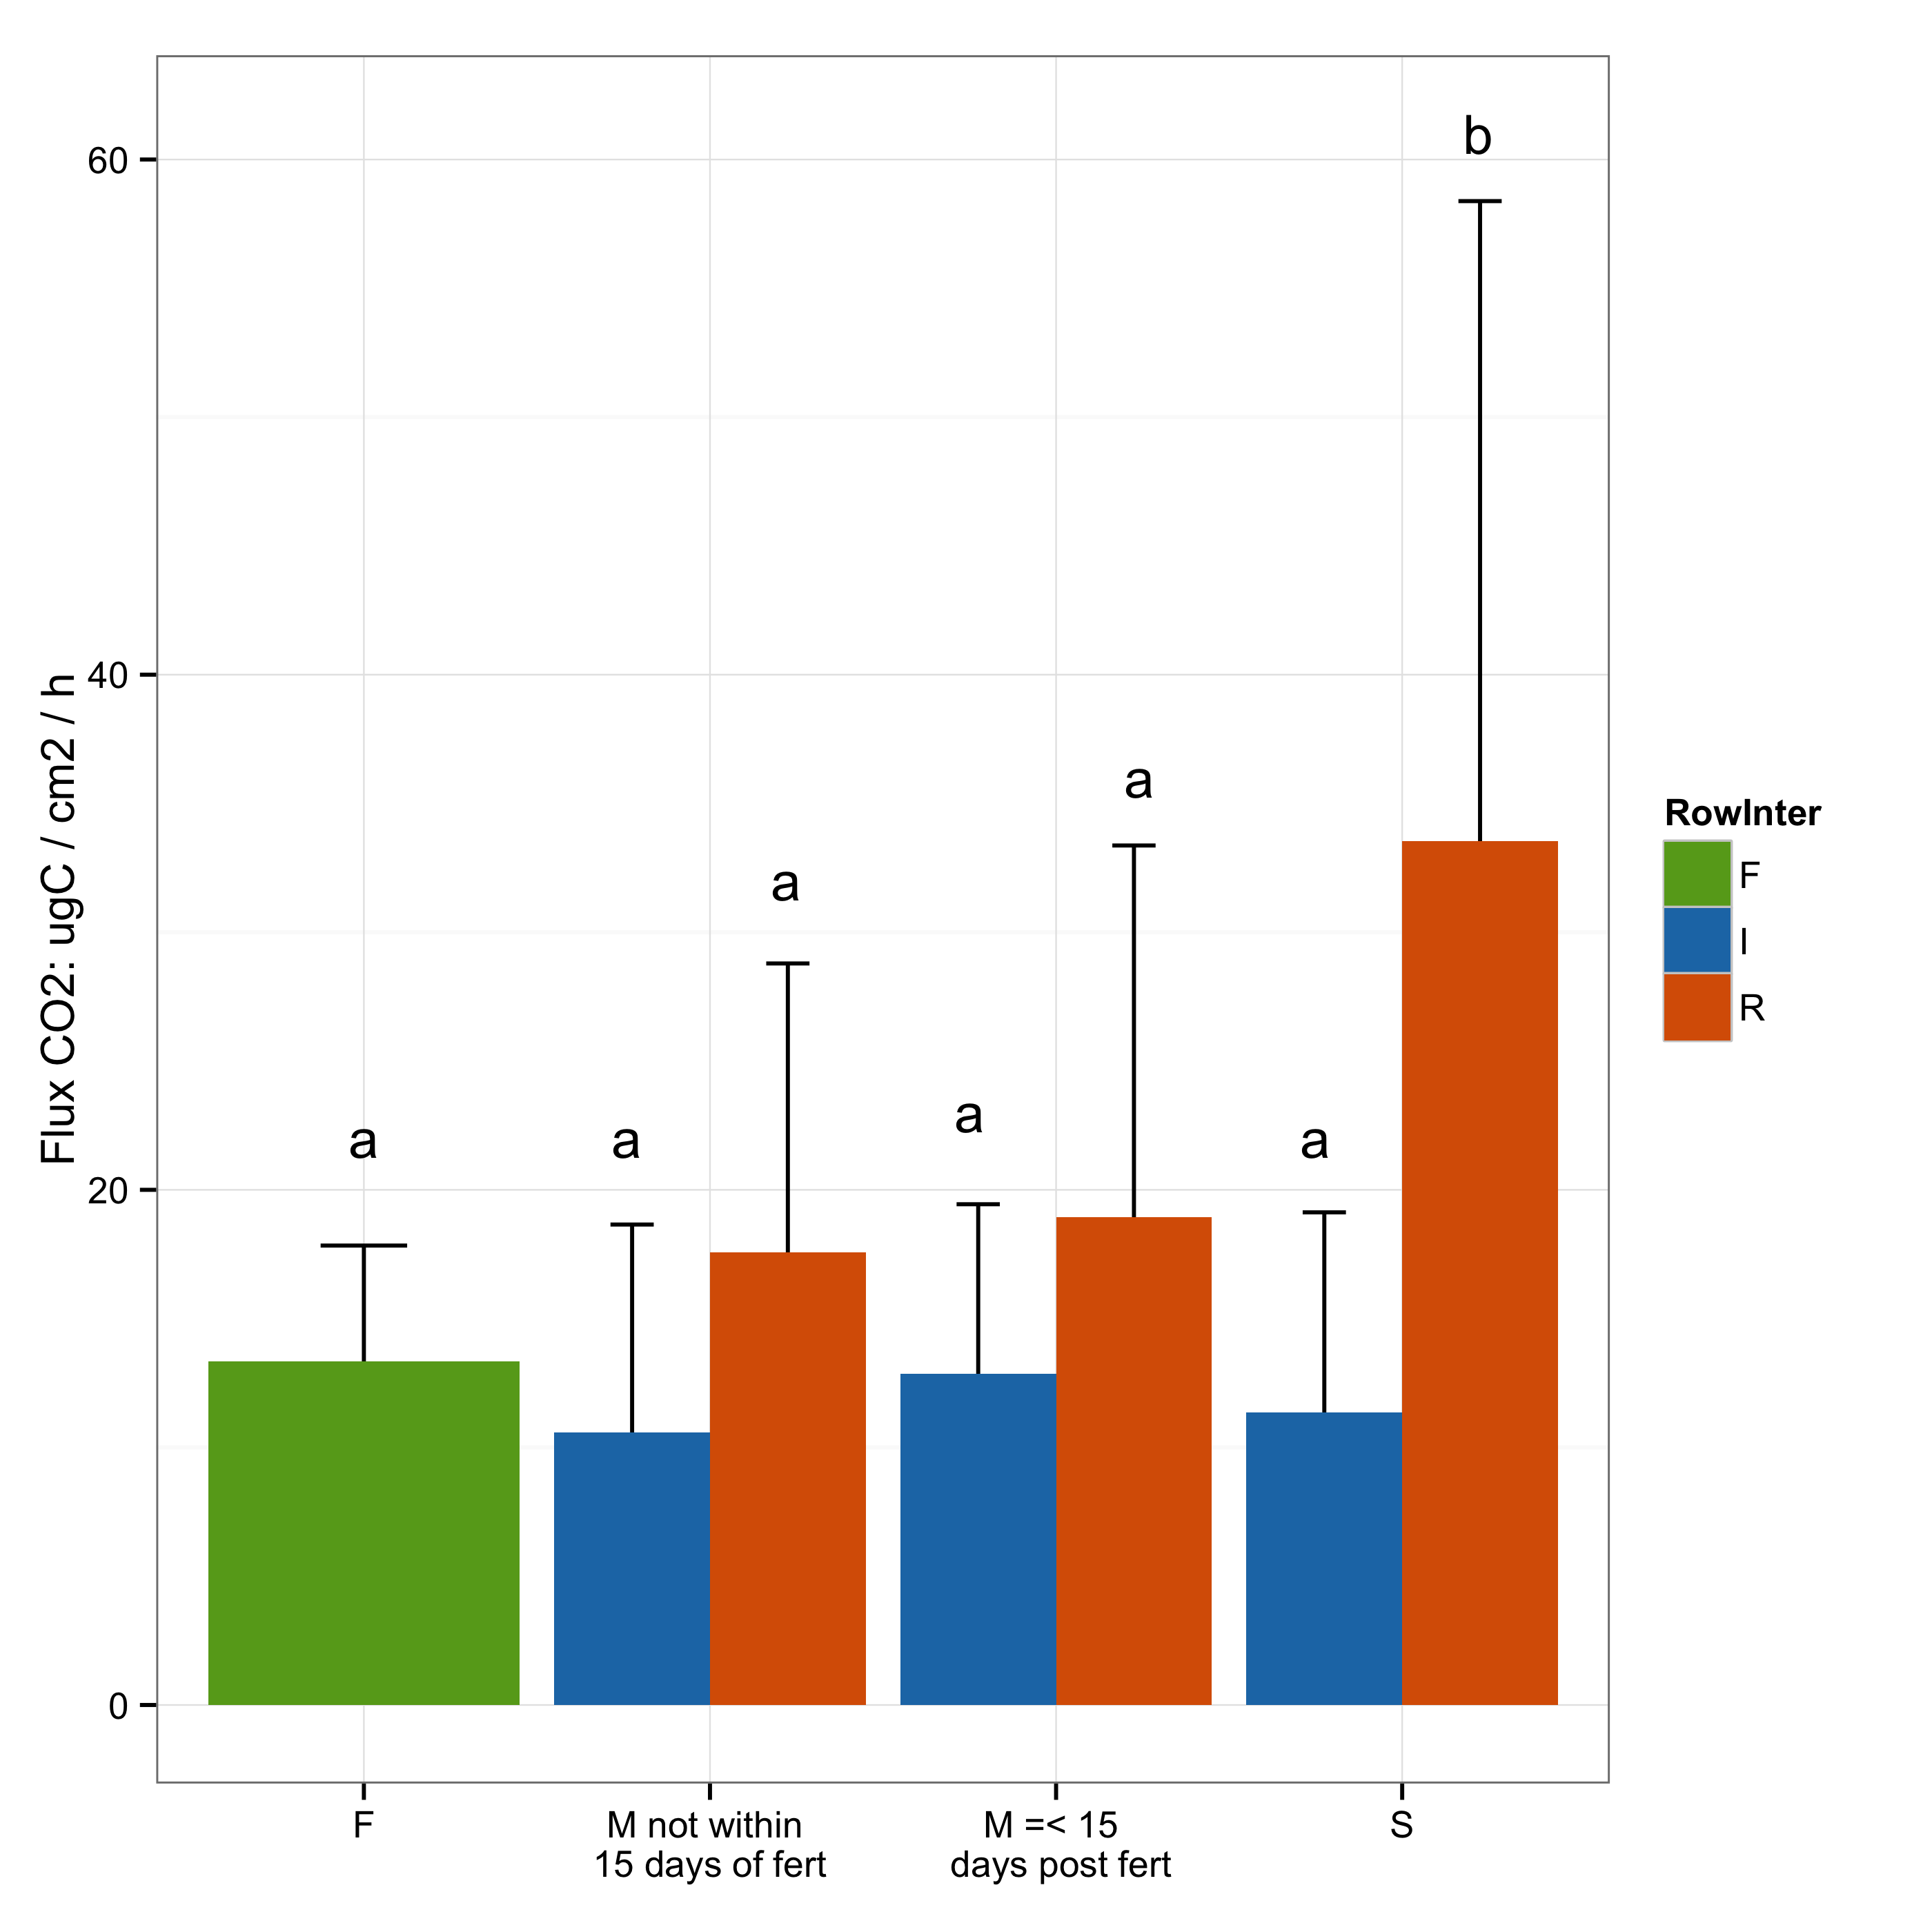 Flux CO2:: ugC / cm2 / h
60
40
20
0
b
a
a
a
a
a
a
F
M not within
15 days of fert
M =< 15
days post fert
S
RowInter
F
I
R